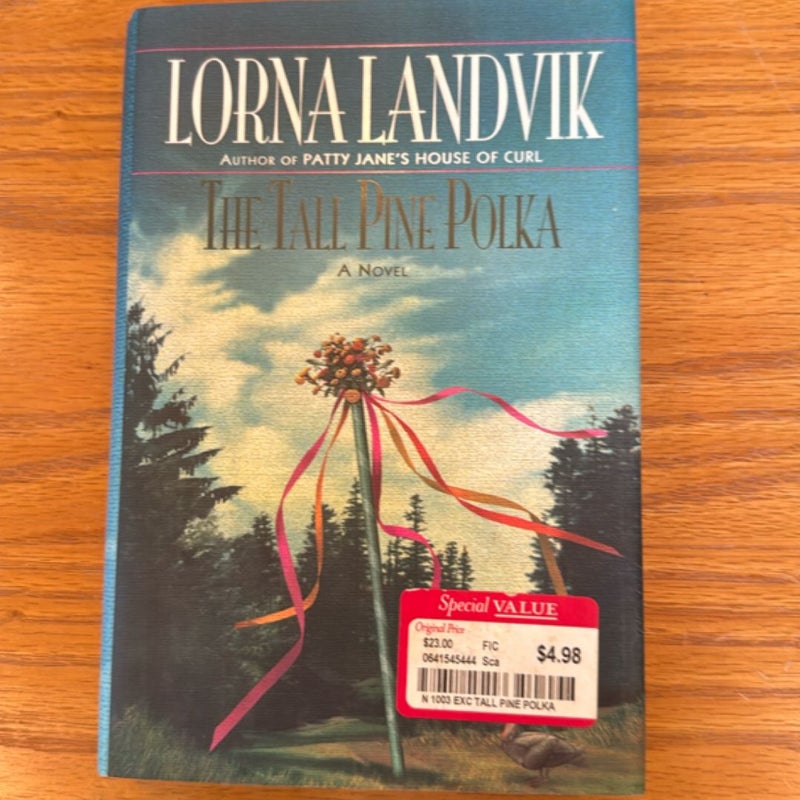 LORNA LANDVIK
AUTHOR OF PATTY JANE'S HOUSE OF CURL
THE TALL PINE POLKA
A NOVEL
Special VALUE
Original Price
$23.00 FIC
0641545444 Sca $4.98
N 1003 EXC TALL PINE POLKA